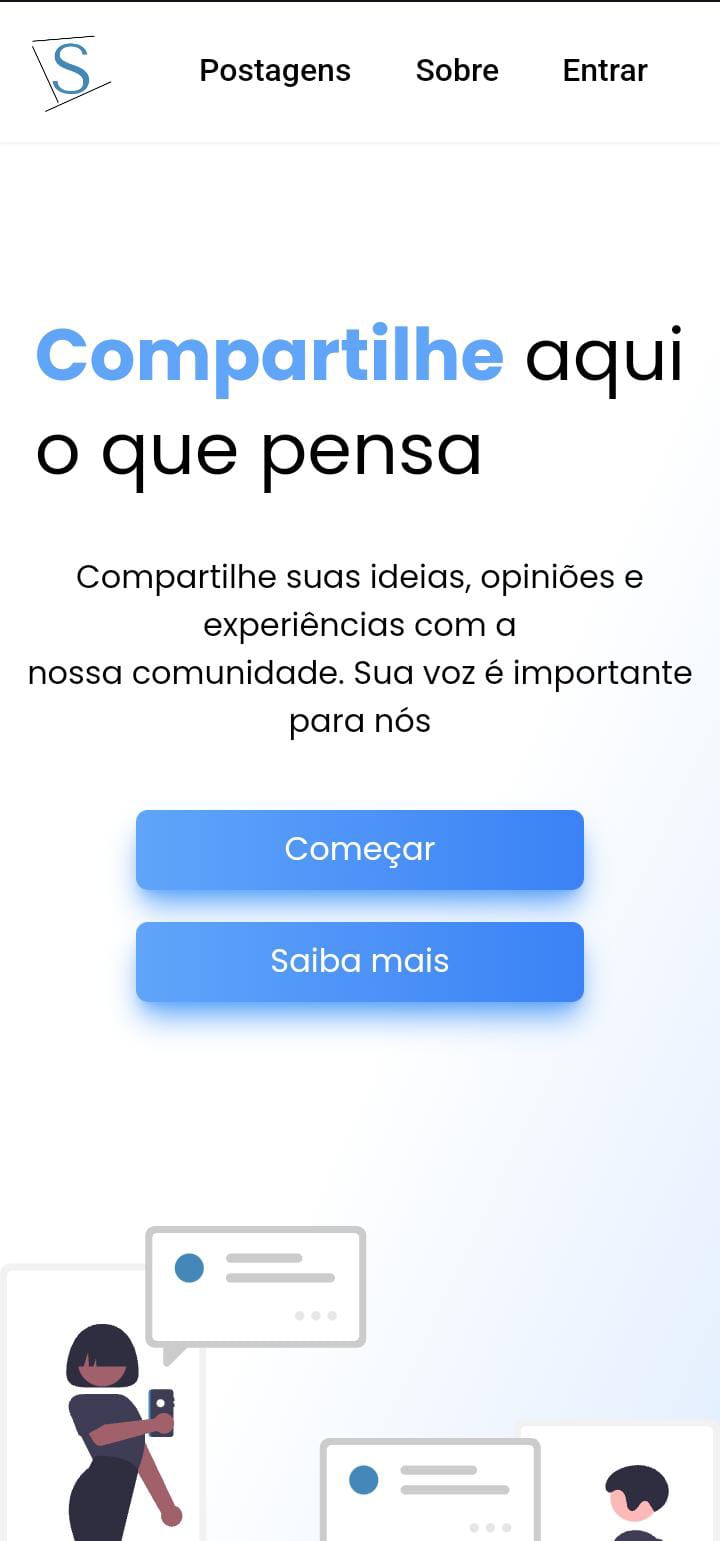 S
Postagens Sobre Entrar
Compartilhe aqui
o que pensa
Compartilhe suas ideias, opiniões e
experiências com a
nossa comunidade. Sua voz é importante
para nós
Começar
Saiba mais